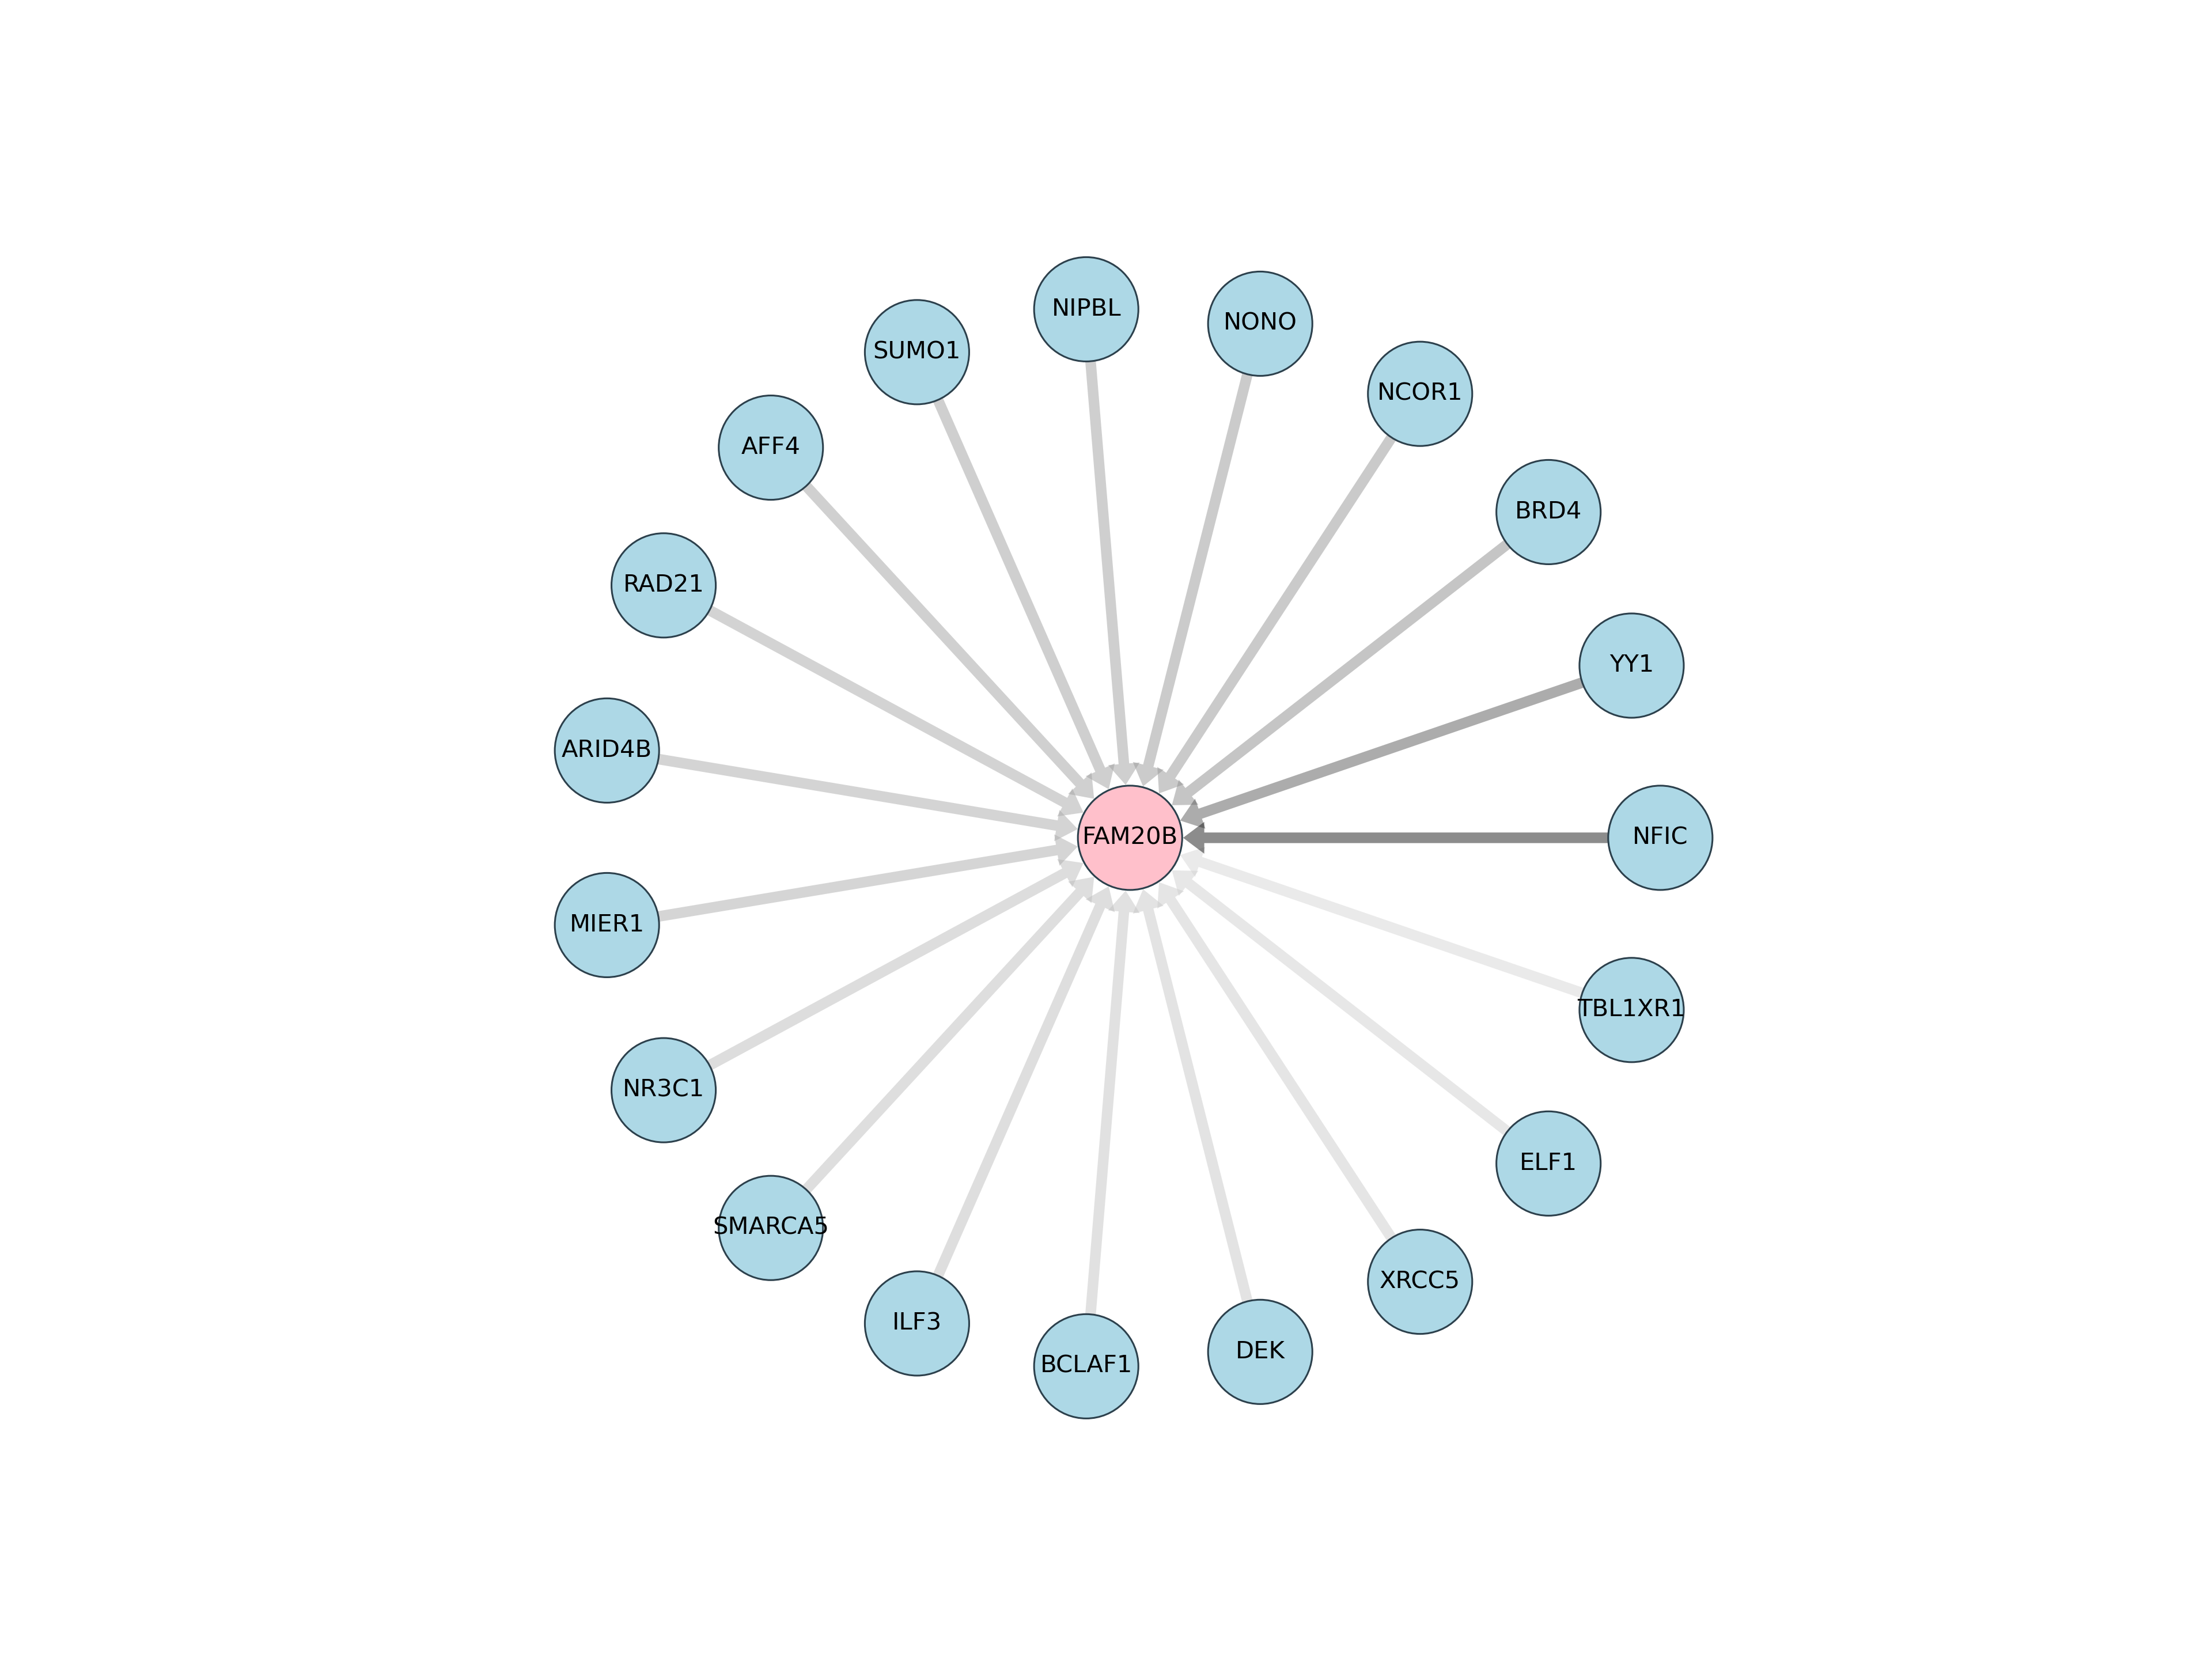 NIPBL
NONO
SUMO1
NCOR1
AFF4
BRD4
RAD21
YY1
ARID4B
FAM20B
NFIC
MIER1
TBL1XR1
NR3C1
ELF1
SMARCA5
XRCC5
ILF3
DEK
BCLAF1